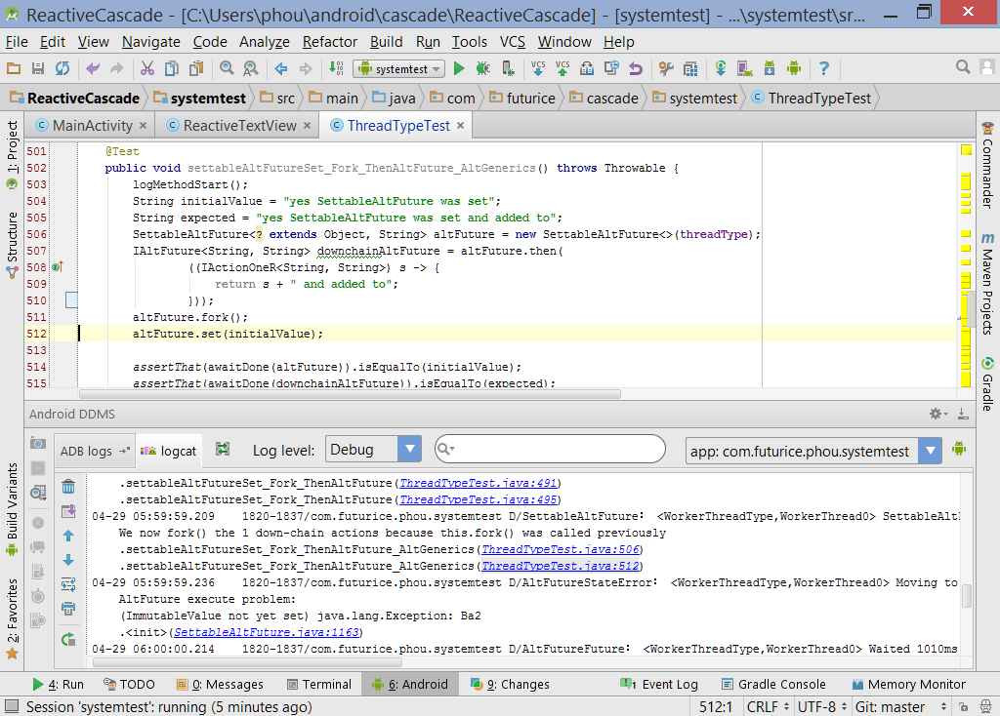 ReactiveCascade - [C:\Users\phou\android\cascade\ReactiveCascade] - [systemtest] - ...\systemtest\sr...
File Edit View Navigate Code Analyze Refactor Build Run Tools VCS Window Help
systemtest VCS VCS ?
ReactiveCascade systemtest src main java com futurice cascade systemtest ThreadTypeTest
MainActivity × ReactiveTextView × ThreadTypeTest ×
1: Project
Structure
Build Variants
2: Favorites
Commander
m Maven Projects
Gradle
501 @Test
502 public void settableAltFutureSet_Fork_ThenAltFuture_AltGenerics() throws Throwable {
503 logMethodStart();
504 String initialValue = "yes SettableAltFuture was set";
505 String expected = "yes SettableAltFuture was set and added to";
506 SettableAltFuture<? extends Object, String> altFuture = new SettableAltFuture<>(threadType);
507 IAltFuture<String, String> downchainAltFuture = altFuture.then(
508 ((IActionOneR<String, String>) s -> {
509 return s + " and added to";
510 }));
511 altFuture.fork();
512 altFuture.set(initialValue);
513
514 assertThat(awaitDone(altFuture)).isEqualTo(initialValue);
515 assertThat(awaitDone(downchainAltFuture)).isEqualTo(expected);
Android DDMS
ADB logs logcat Log level: Debug app: com.futurice.phou.systemtest
.settableAltFutureSet_Fork_ThenAltFuture(ThreadTypeTest.java:491)
.settableAltFutureSet_Fork_ThenAltFuture(ThreadTypeTest.java:495)
04-29 05:59:59.209 1820-1837/com.futurice.phou.systemtest D/SettableAltFuture: <WorkerThreadType,WorkerThread0> SettableAlt
We now fork() the 1 down-chain actions because this.fork() was called previously
.settableAltFutureSet_Fork_ThenAltFuture_AltGenerics(ThreadTypeTest.java:506)
.settableAltFutureSet_Fork_ThenAltFuture_AltGenerics(ThreadTypeTest.java:512)
04-29 05:59:59.236 1820-1837/com.futurice.phou.systemtest D/AltFutureStateError: <WorkerThreadType,WorkerThread0> Moving to
AltFuture execute problem:
(ImmutableValue not yet set) java.lang.Exception: Ba2
.<init>(SettableAltFuture.java:1163)
04-29 06:00:00.214 1820-1837/com.futurice.phou.systemtest D/AltFutureFuture: <WorkerThreadType,WorkerThread0> Waited 1010ms
4: Run TODO 0: Messages Terminal 6: Android 9: Changes Event Log Gradle Console Memory Monitor
Session 'systemtest': running (5 minutes ago) 512:1 CRLF UTF-8 Git: master